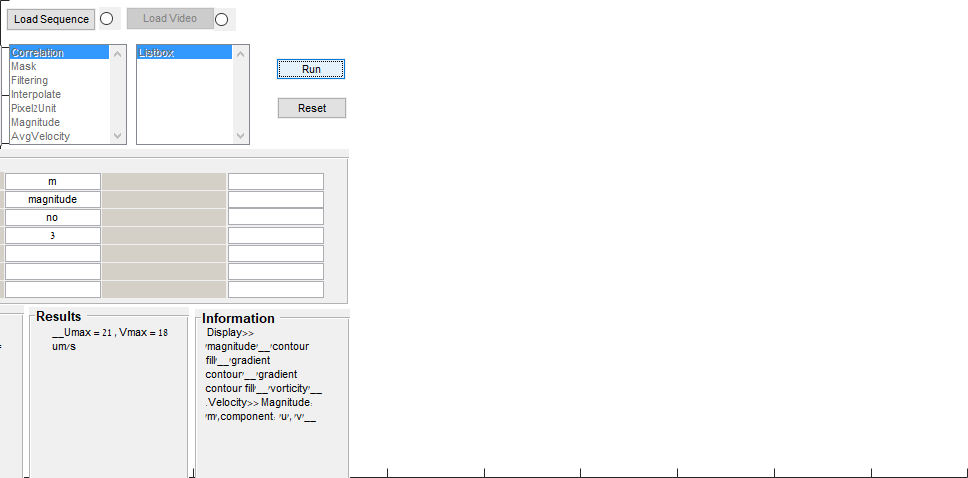 Load Sequence
Load Video
Correlation
Mask
Filtering
Interpolate
Pixel2Unit
Magnitude
AvgVelocity
Listbox
Run
Reset
m
magnitude
no
3
Results
__Umax = 21 , Vmax = 18
um/s
Information
Display>>
'magnitude'__'contour
fill'__'gradient
contour'__'gradient
contour fill'__'vorticity'__
.Velocity>> Magnitude:
'm',component: 'u', 'v'__